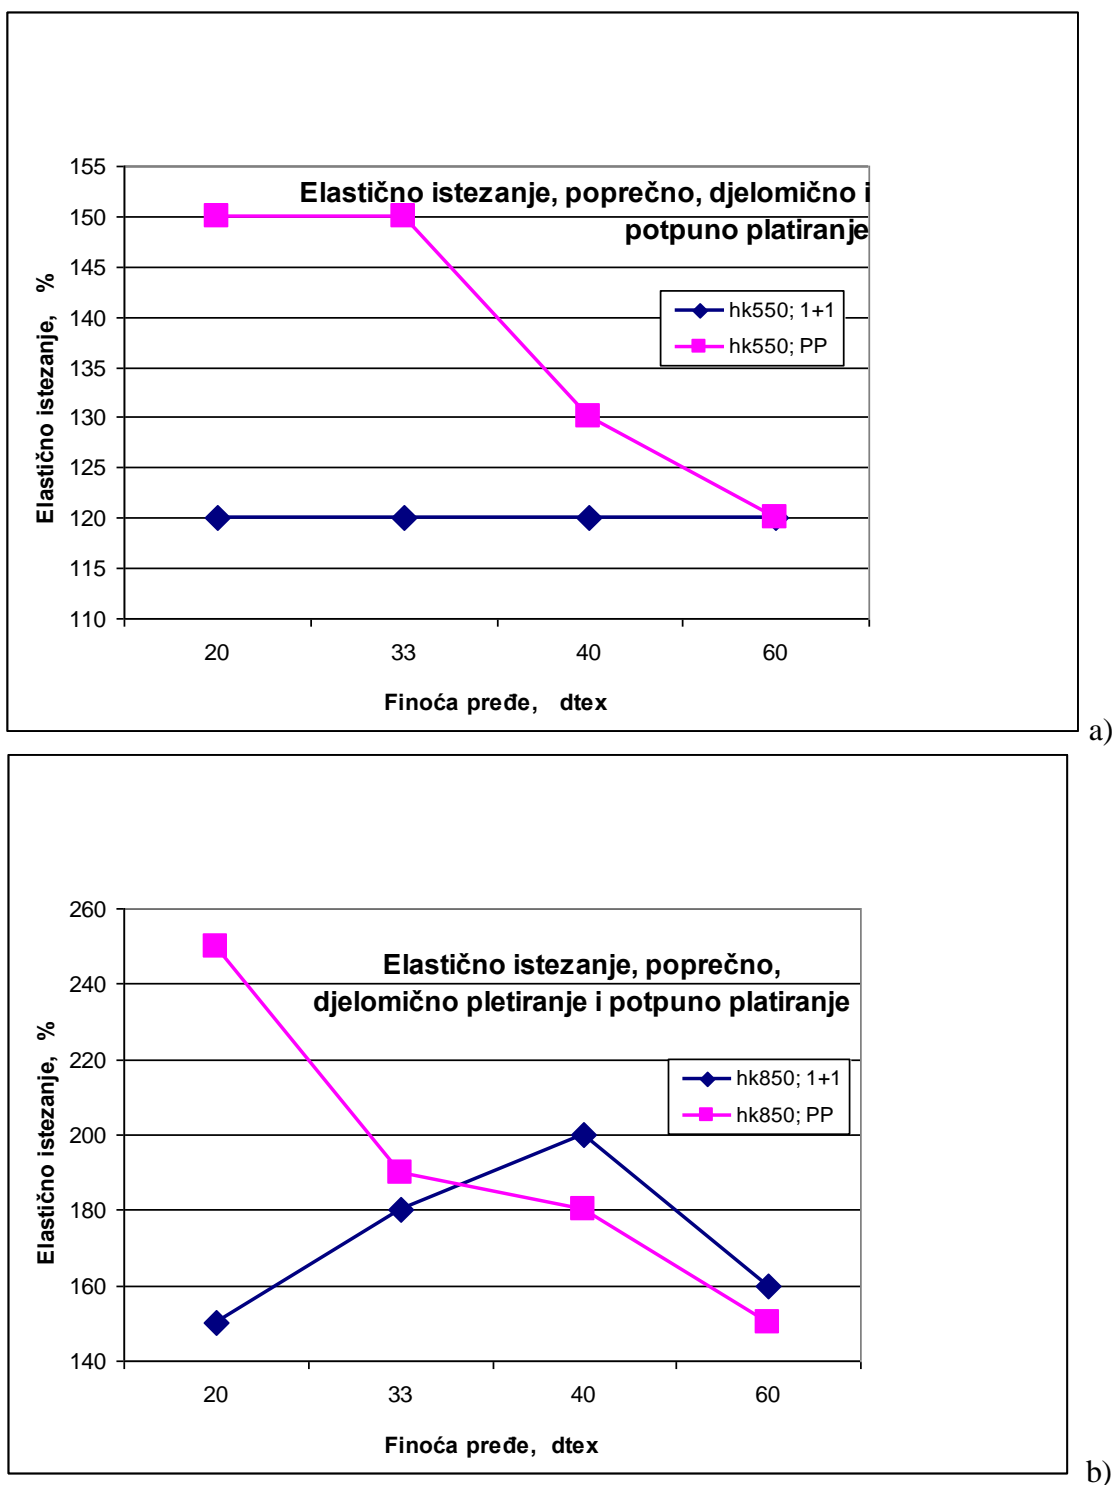 Elastično istezanje, poprečno, djelomično i
potpuno platiranje
155
150
145
140
135
130
125
120
115
110
Elastično istezanje, %
hk550; 1+1
hk550; PP
20 33 40 60
Finoća pređe, dtex
a)
Elastično istezanje, poprečno,
djelomično pletiranje i potpuno platiranje
260
240
220
200
180
160
140
Elastično istezanje, %
hk850; 1+1
hk850; PP
20 33 40 60
Finoća pređe, dtex
b)